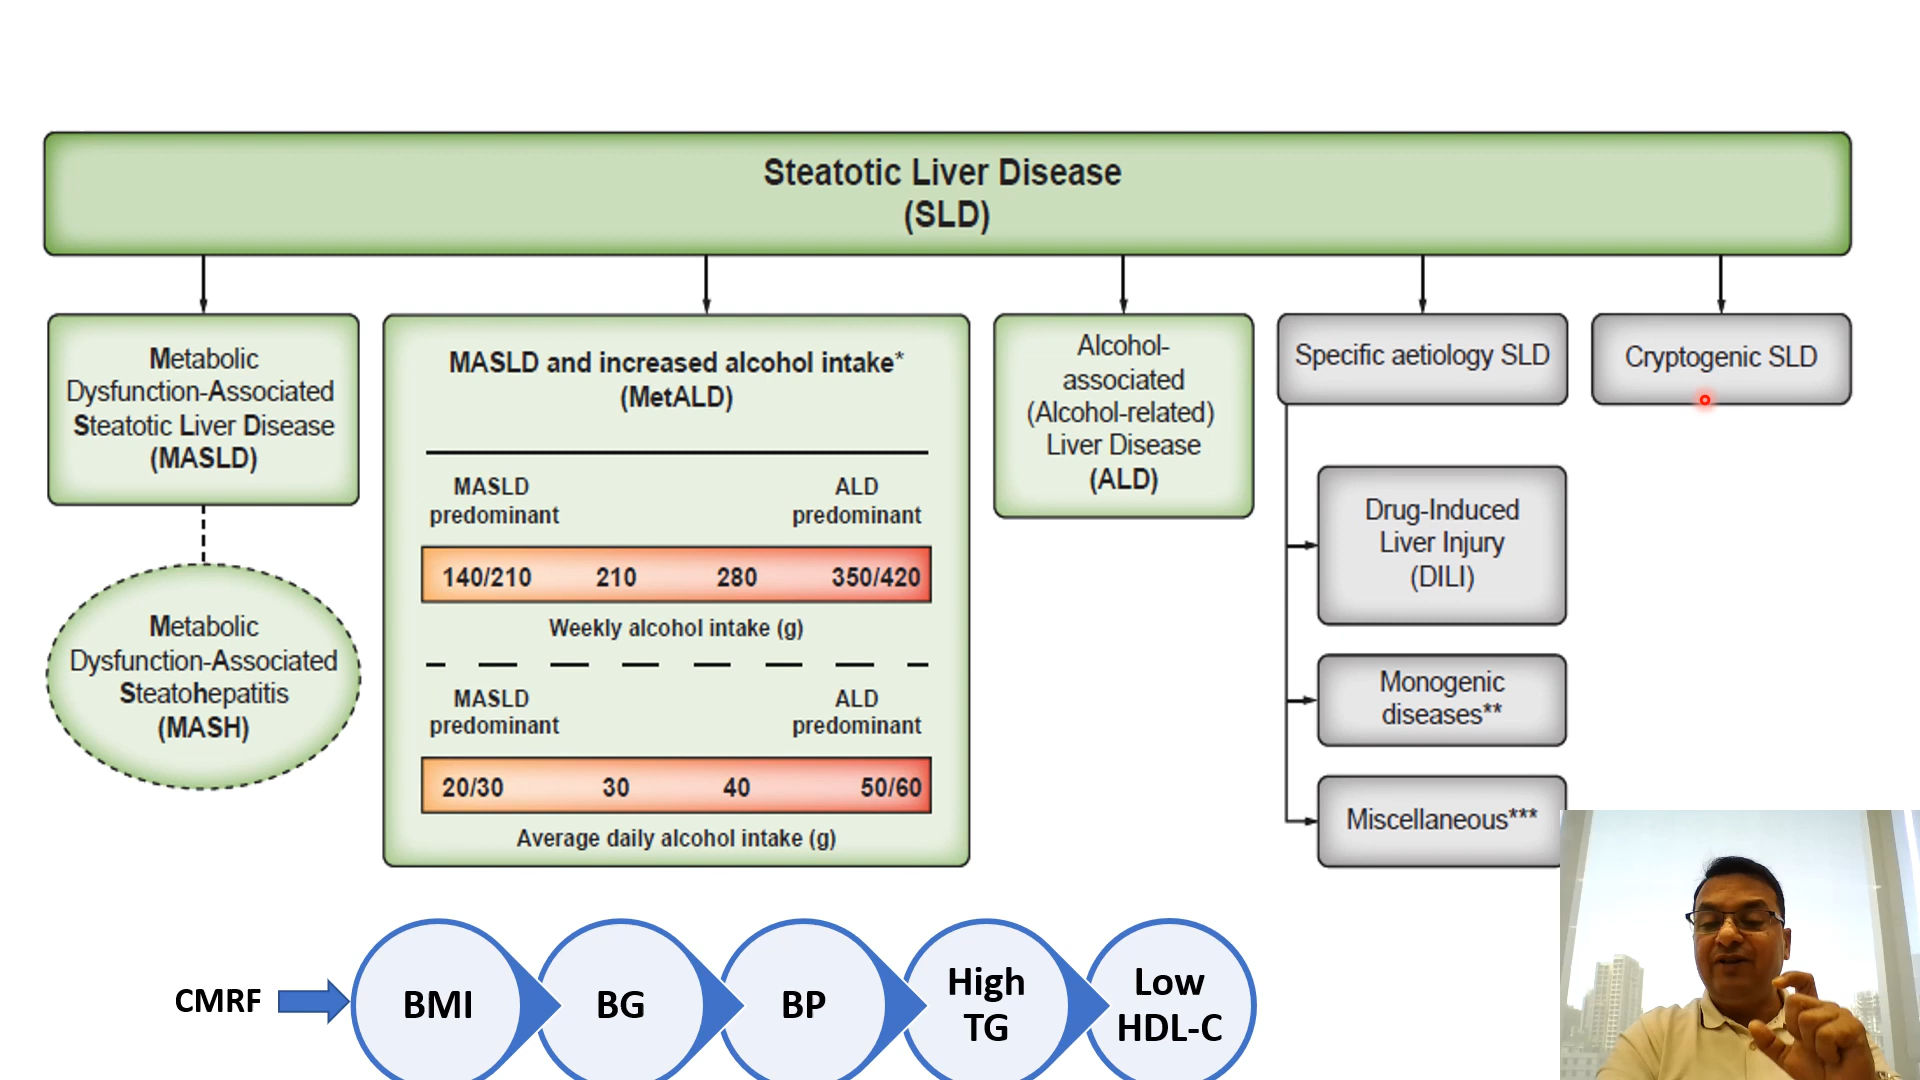 Steatotic Liver Disease
(SLD)
Metabolic
Dysfunction-Associated
Steatotic Liver Disease
(MASLD)
Metabolic
Dysfunction-Associated
Steatohepatitis
(MASH)
MASLD and increased alcohol intake*
(MetALD)
MASLD predominant
ALD predominant
140/210 210 280 350/420
Weekly alcohol intake (g)
MASLD predominant
ALD predominant
20/30 30 40 50/60
Average daily alcohol intake (g)
Alcohol-
associated
(Alcohol-related)
Liver Disease
(ALD)
Specific aetiology SLD
Drug-Induced
Liver Injury
(DILI)
Monogenic
diseases**
Miscellaneous***
Cryptogenic SLD
CMRF
BMI
BG
BP
High
TG
Low
HDL-C